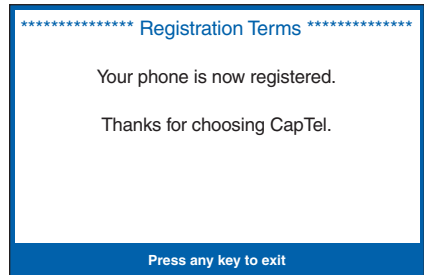 *************** Registration Terms **************
Your phone is now registered.
Thanks for choosing CapTel.
Press any key to exit